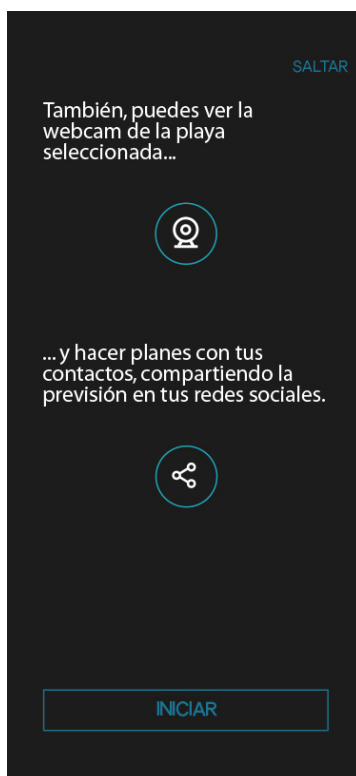 SALTAR
También, puedes ver la
webcam de la playa
seleccionada...
... y hacer planes con tus
contactos, compartiendo la
previsión en tus redes sociales.
INICIAR